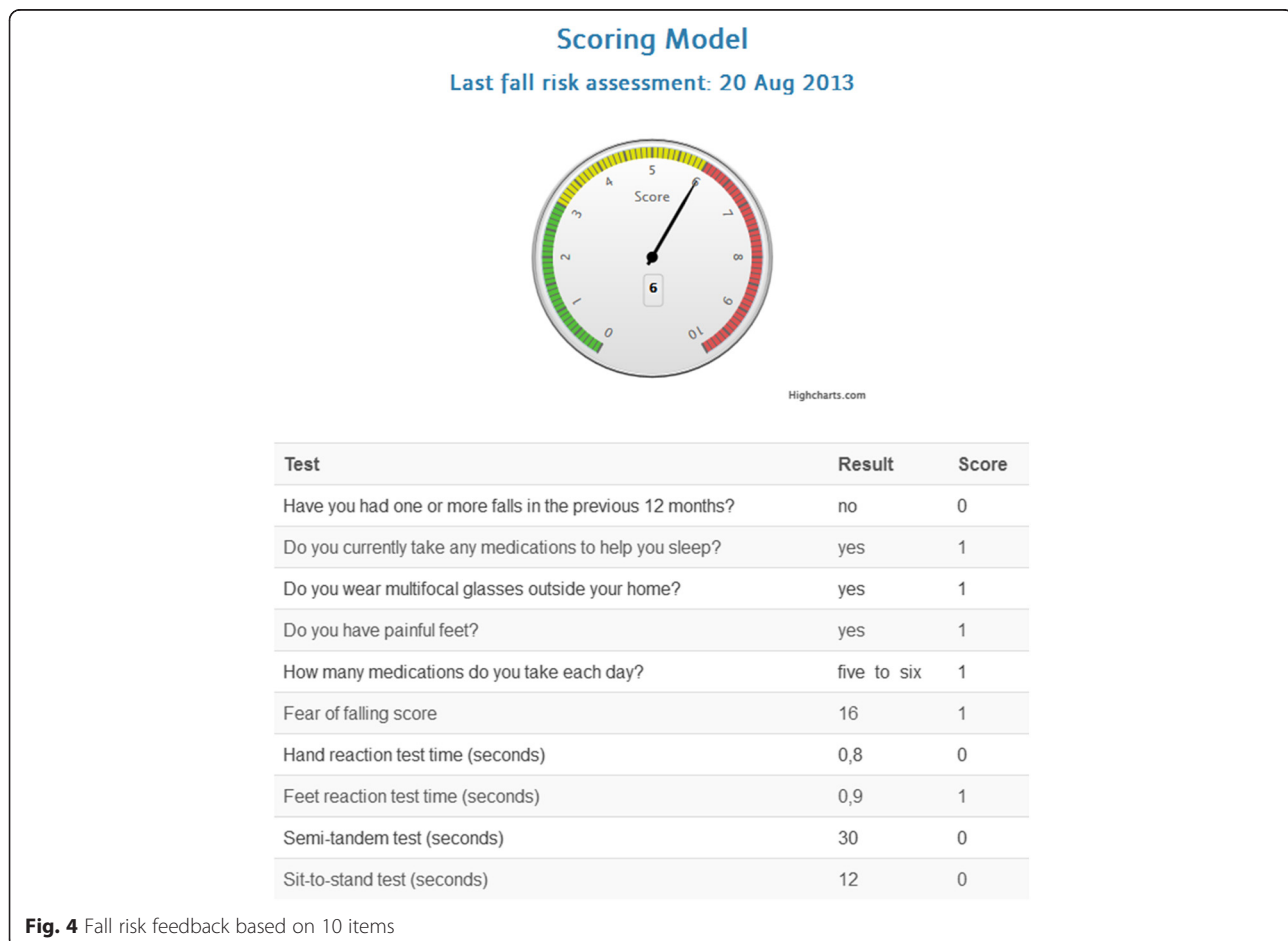 Scoring Model
Last fall risk assessment: 20 Aug 2013
0
1
2
3
4
5
6
7
8
9
10
Score
6
Highcharts.com
Test Result Score
Have you had one or more falls in the previous 12 months? no 0
Do you currently take any medications to help you sleep? yes 1
Do you wear multifocal glasses outside your home? yes 1
Do you have painful feet? yes 1
How many medications do you take each day? five to six 1
Fear of falling score 16 1
Hand reaction test time (seconds) 0,8 0
Feet reaction test time (seconds) 0,9 1
Semi-tandem test (seconds) 30 0
Sit-to-stand test (seconds) 12 0
Fig. 4 Fall risk feedback based on 10 items